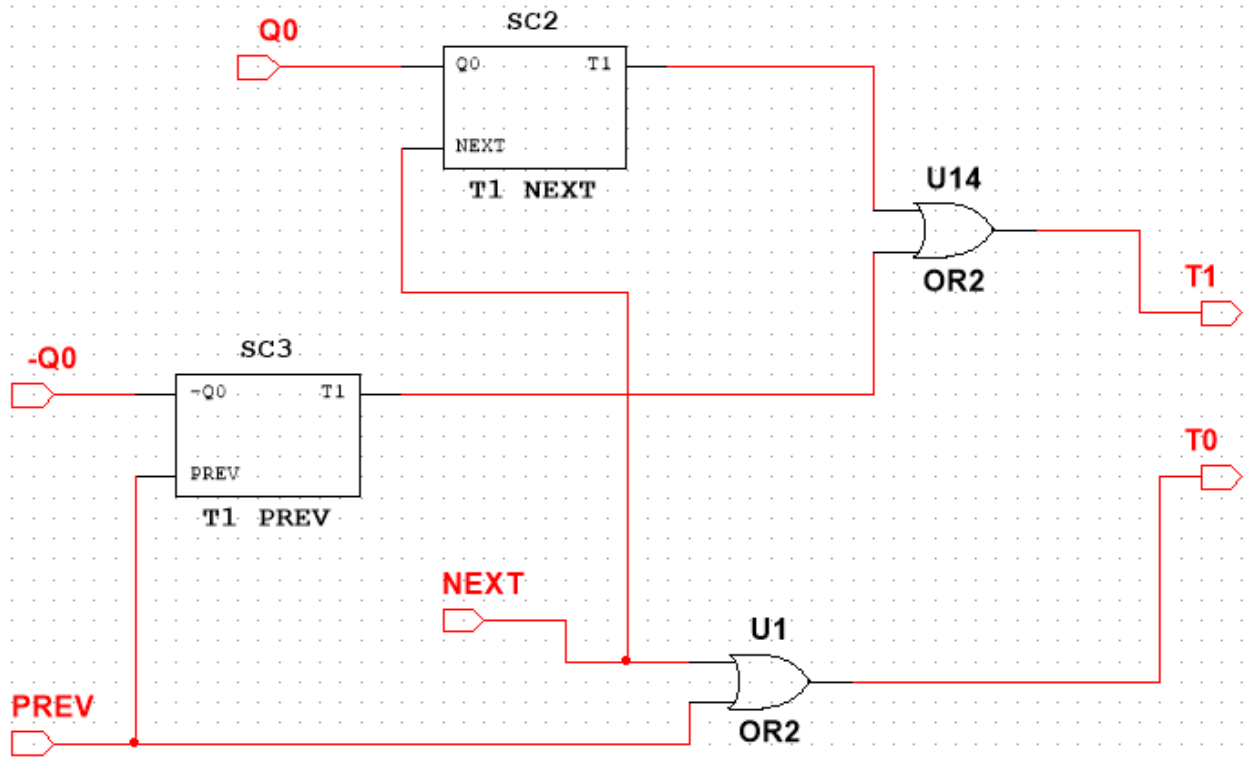 SC2
Q0
Q0 T1
NEXT
T1 NEXT
U14
OR2
T1
SC3
-Q0
¬Q0 T1
PREV
T1 PREV
T0
NEXT
U1
PREV
OR2